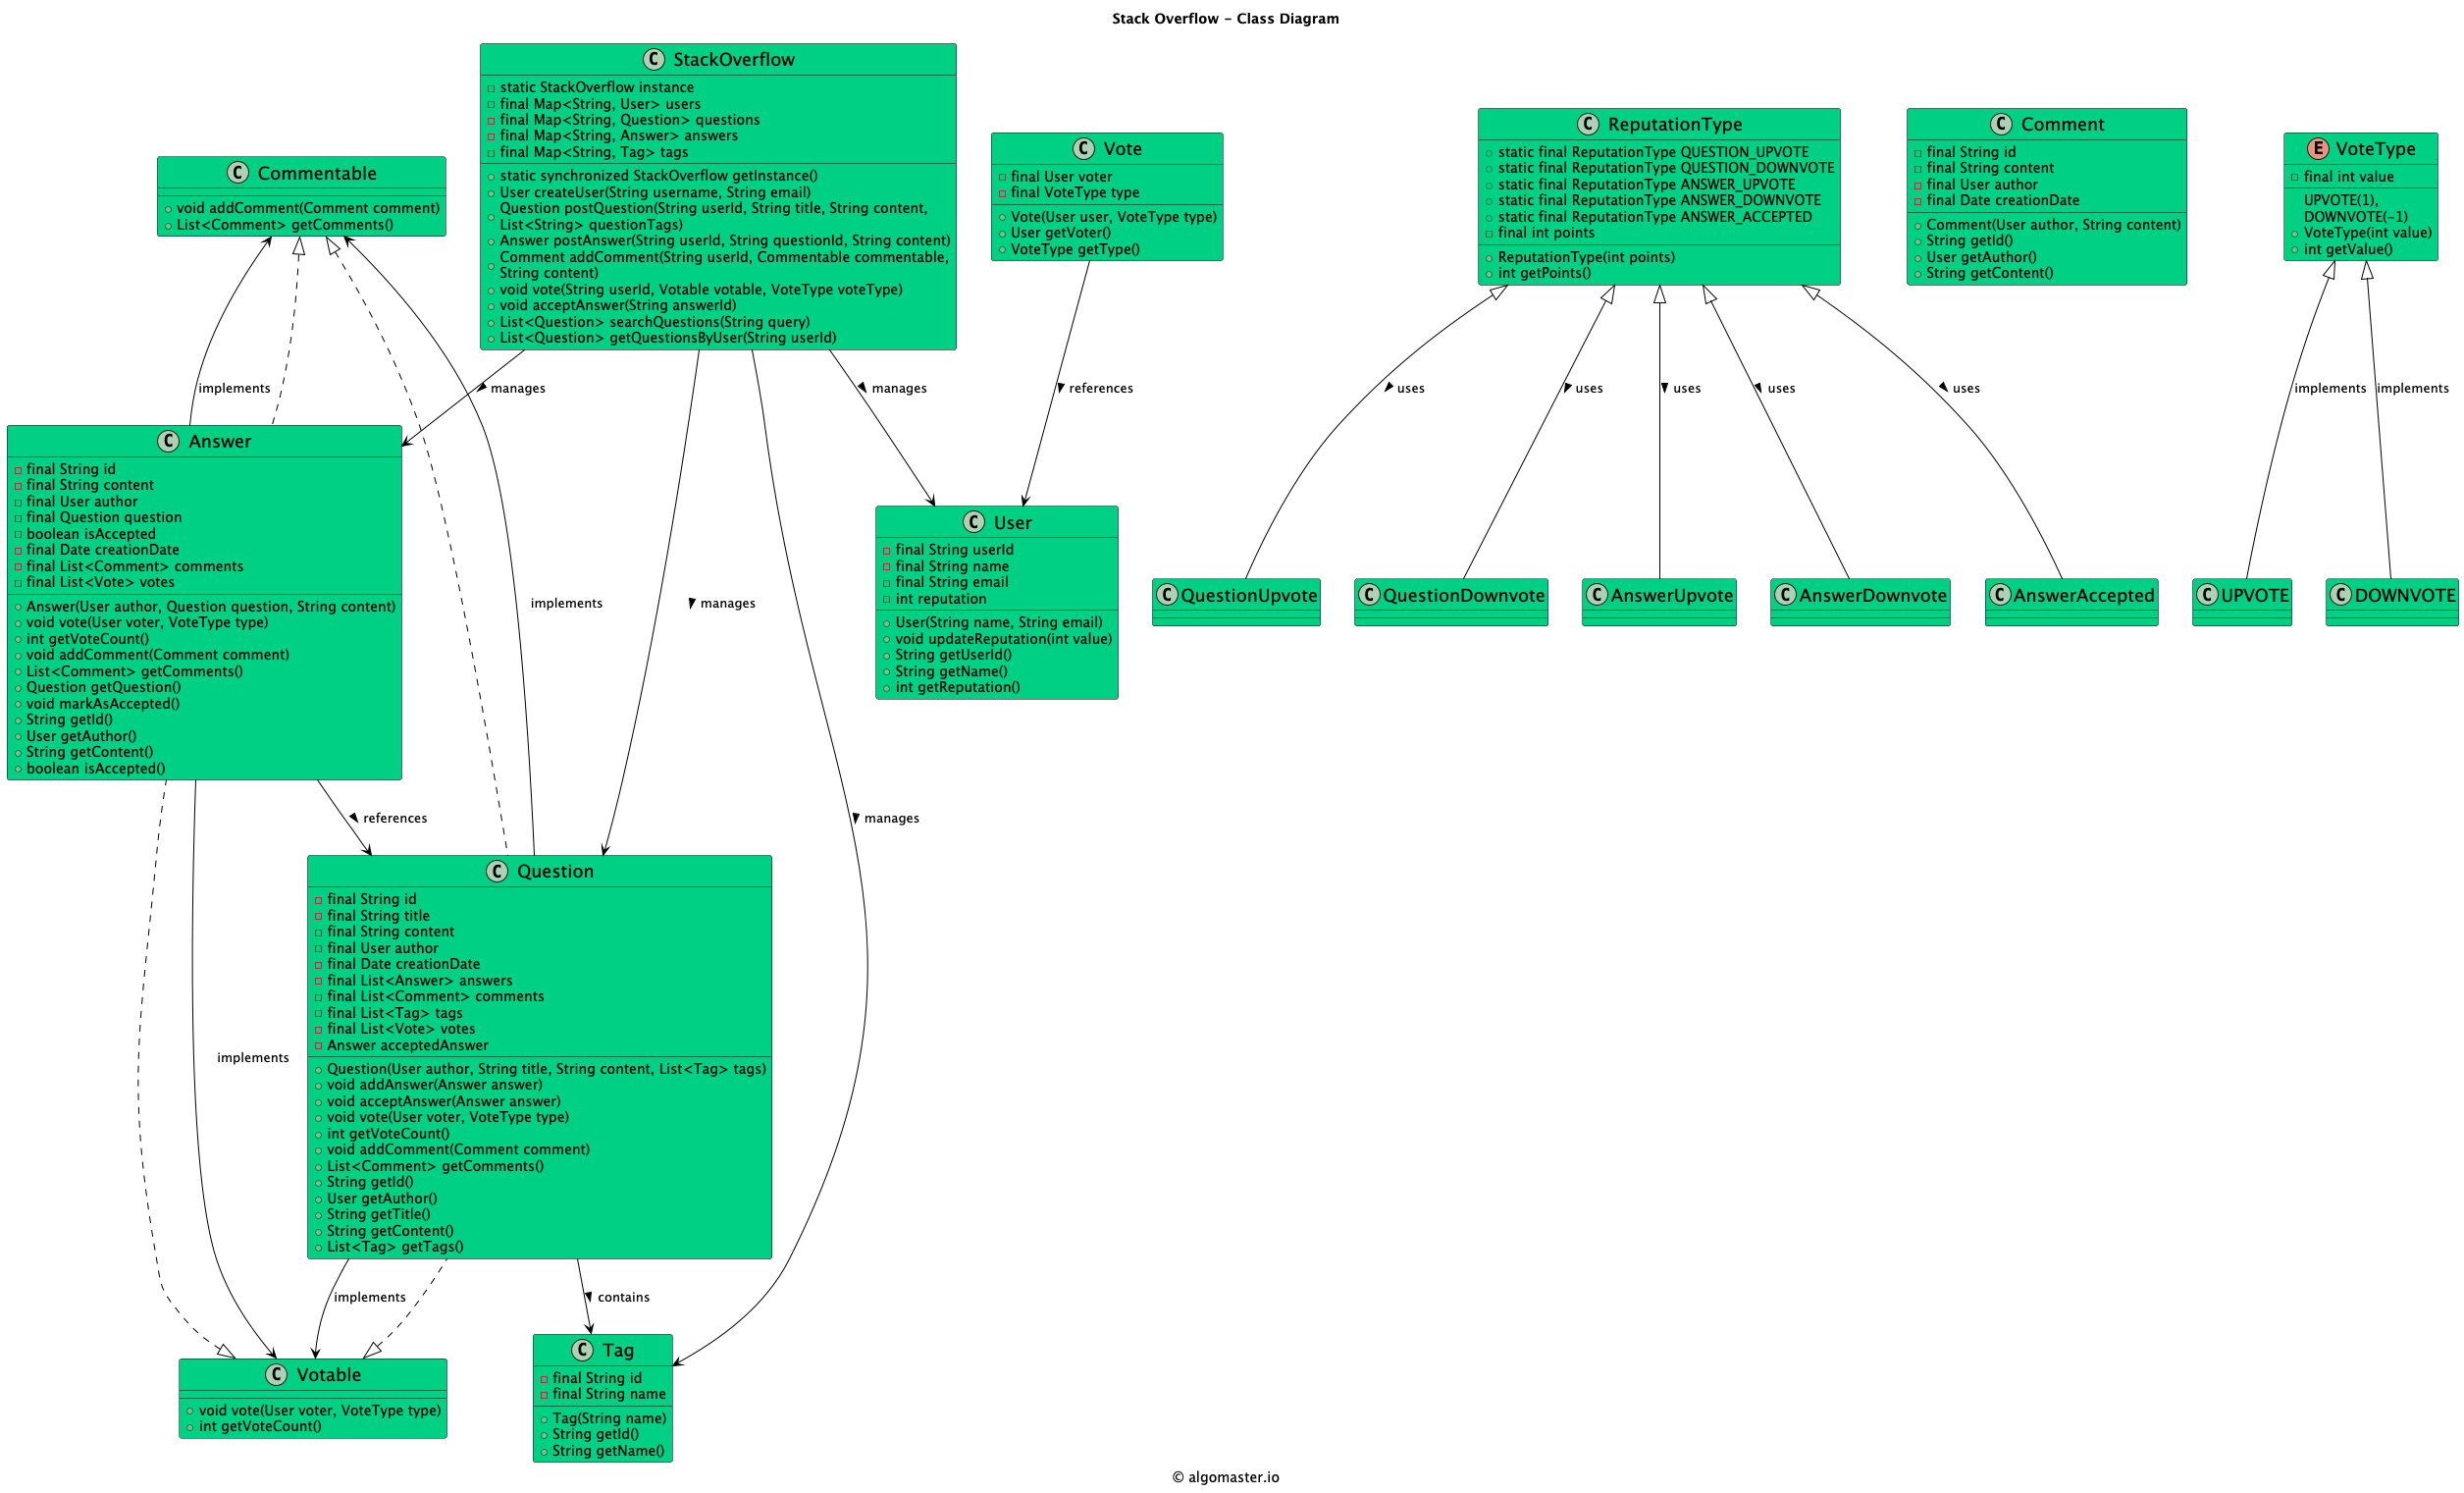 Stack Overflow - Class Diagram
C StackOverflow
static StackOverflow instance
final Map<String, User> users
final Map<String, Question> questions
final Map<String, Answer> answers
final Map<String, Tag> tags
static synchronized StackOverflow getInstance()
User createUser(String username, String email)
Question postQuestion(String userId, String title, String content,
List<String> questionTags)
Answer postAnswer(String userId, String questionId, String content)
Comment addComment(String userId, Commentable commentable,
String content)
void vote(String userId, Votable votable, VoteType voteType)
void acceptAnswer(String answerId)
List<Question> searchQuestions(String query)
List<Question> getQuestionsByUser(String userId)
C Commentable
void addComment(Comment comment)
List<Comment> getComments()
C Vote
final User voter
final VoteType type
Vote(User user, VoteType type)
User getVoter()
VoteType getType()
C ReputationType
static final ReputationType QUESTION_UPVOTE
static final ReputationType QUESTION_DOWNVOTE
static final ReputationType ANSWER_UPVOTE
static final ReputationType ANSWER_DOWNVOTE
static final ReputationType ANSWER_ACCEPTED
final int points
ReputationType(int points)
int getPoints()
C Comment
final String id
final String content
final User author
final Date creationDate
Comment(User author, String content)
String getId()
User getAuthor()
String getContent()
E VoteType
final int value
UPVOTE(1),
DOWNVOTE(-1)
VoteType(int value)
int getValue()
implements
manages
manages
references
uses
uses
uses
uses
uses
implements
implements
C Answer
final String id
final String content
final User author
final Question question
boolean isAccepted
final Date creationDate
final List<Comment> comments
final List<Vote> votes
Answer(User author, Question question, String content)
void vote(User voter, VoteType type)
int getVoteCount()
void addComment(Comment comment)
List<Comment> getComments()
Question getQuestion()
void markAsAccepted()
String getId()
User getAuthor()
String getContent()
boolean isAccepted()
implements
manages
C User
final String userId
final String name
final String email
int reputation
User(String name, String email)
void updateReputation(int value)
String getUserId()
String getName()
int getReputation()
C QuestionUpvote
C QuestionDownvote
C AnswerUpvote
C AnswerDownvote
C AnswerAccepted
C UPVOTE
C DOWNVOTE
references
manages
C Question
final String id
final String title
final String content
final User author
final Date creationDate
final List<Answer> answers
final List<Comment> comments
final List<Tag> tags
final List<Vote> votes
Answer acceptedAnswer
Question(User author, String title, String content, List<Tag> tags)
void addAnswer(Answer answer)
void acceptAnswer(Answer answer)
void vote(User voter, VoteType type)
int getVoteCount()
void addComment(Comment comment)
List<Comment> getComments()
String getId()
User getAuthor()
String getTitle()
String getContent()
List<Tag> getTags()
implements
implements
contains
C Votable
void vote(User voter, VoteType type)
int getVoteCount()
C Tag
final String id
final String name
Tag(String name)
String getId()
String getName()
© algomaster.io